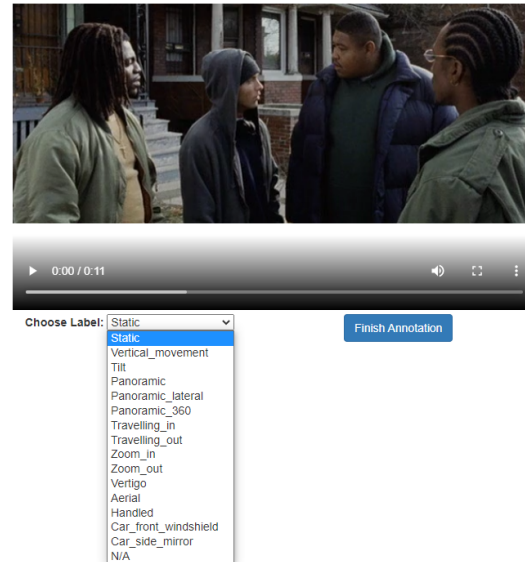 0:00 / 0:11
Choose Label: Static
Finish Annotation
Static
Vertical_movement
Tilt
Panoramic
Panoramic_lateral
Panoramic_360
Travelling_in
Travelling_out
Zoom_in
Zoom_out
Vertigo
Aerial
Handled
Car_front_windshield
Car_side_mirror
N/A